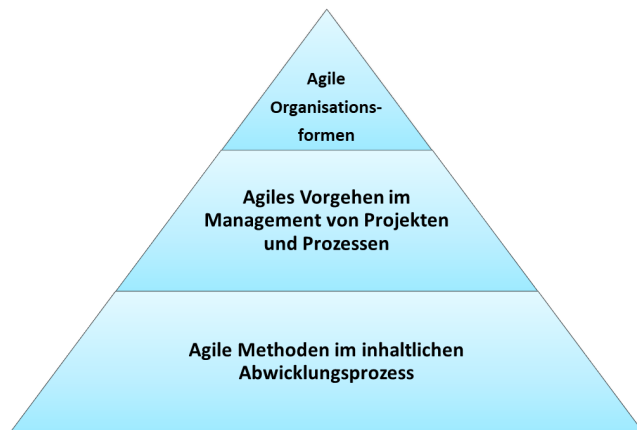 Agile
Organisations-
formen
Agiles Vorgehen im
Management von Projekten
und Prozessen
Agile Methoden im inhaltlichen
Abwicklungsprozess